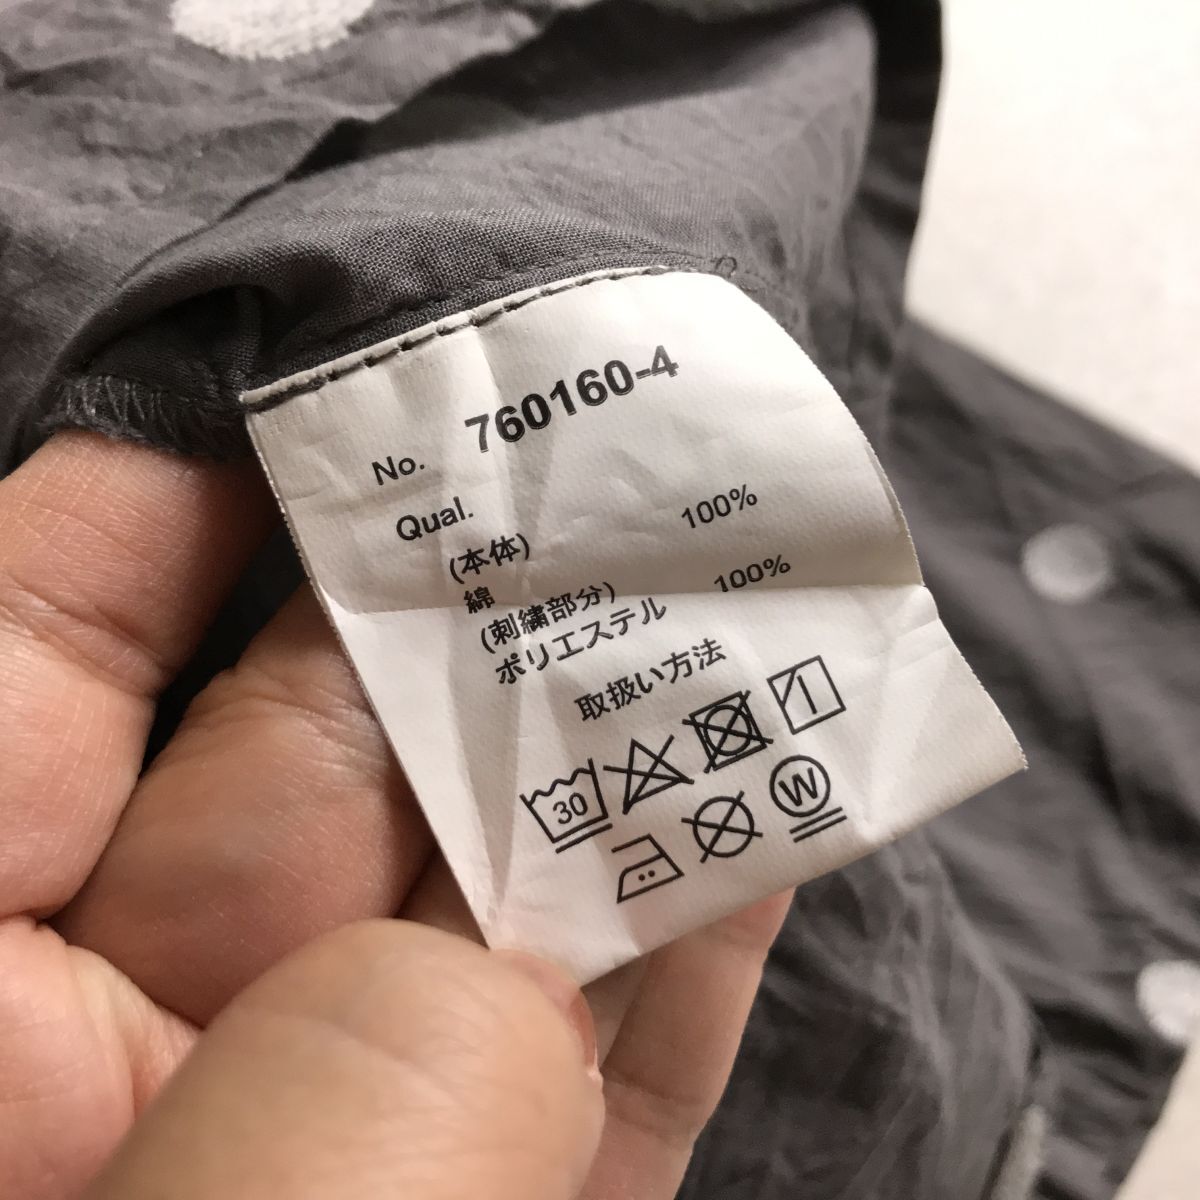 No. 760160-4
Qual.
(本体)
綿 100%
(刺繍部分)
ポリエステル 100%
取扱い方法
30
W